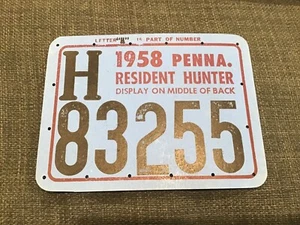 LETTER "H" IS PART OF NUMBER
H
1958 PENNA.
RESIDENT HUNTER
DISPLAY ON MIDDLE OF BACK
83255